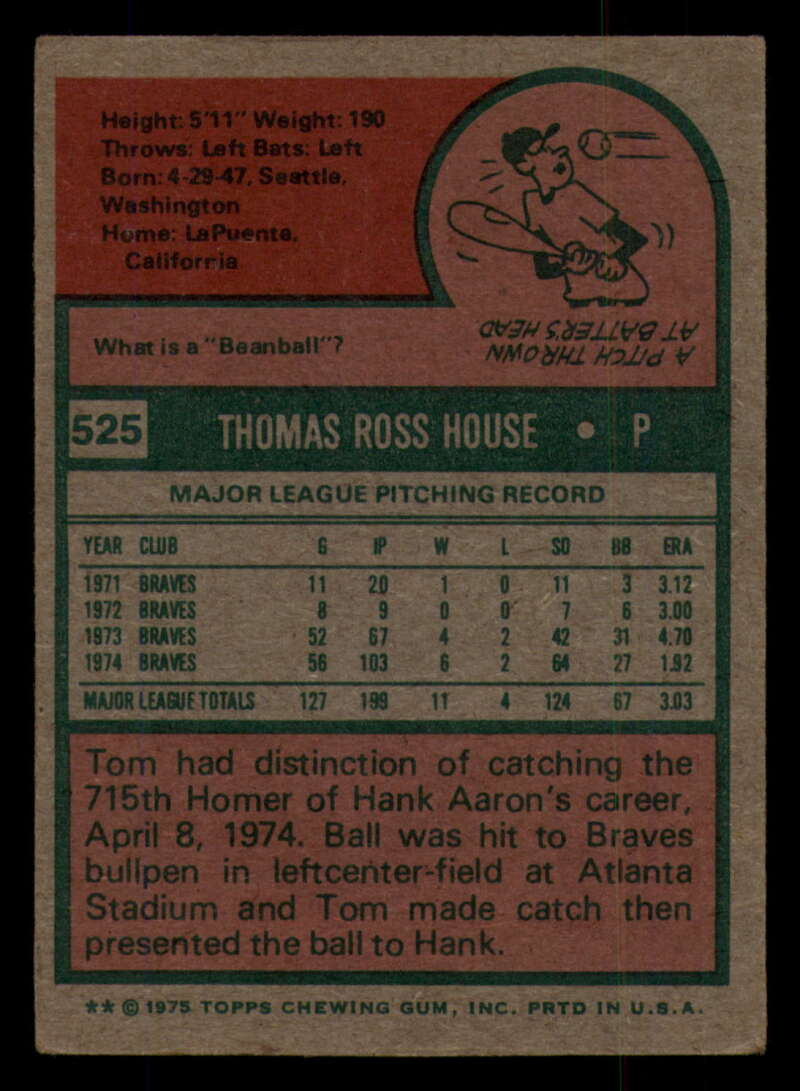 Height: 5'11" Weight: 190
Throws: Left Bats: Left
Born: 4-29-47, Seattle,
Washington
Home: LaPuente,
California
What is a "Beanball"?
A PITCH THROWN
AT BATTER'S HEAD
525 THOMAS ROSS HOUSE • P
MAJOR LEAGUE PITCHING RECORD
YEAR CLUB G IP W L SO BB ERA
1971 BRAVES 11 20 1 0 11 3 3.12
1972 BRAVES 8 9 0 0 7 6 3.00
1973 BRAVES 52 67 4 2 42 31 4.70
1974 BRAVES 56 103 6 2 64 27 1.92
MAJOR LEAGUE TOTALS 127 199 11 4 124 67 3.03
Tom had distinction of catching the
715th Homer of Hank Aaron's career,
April 8, 1974. Ball was hit to Braves
bullpen in leftcenter-field at Atlanta
Stadium and Tom made catch then
presented the ball to Hank.
** © 1975 TOPPS CHEWING GUM, INC. PRTD IN U.S.A.